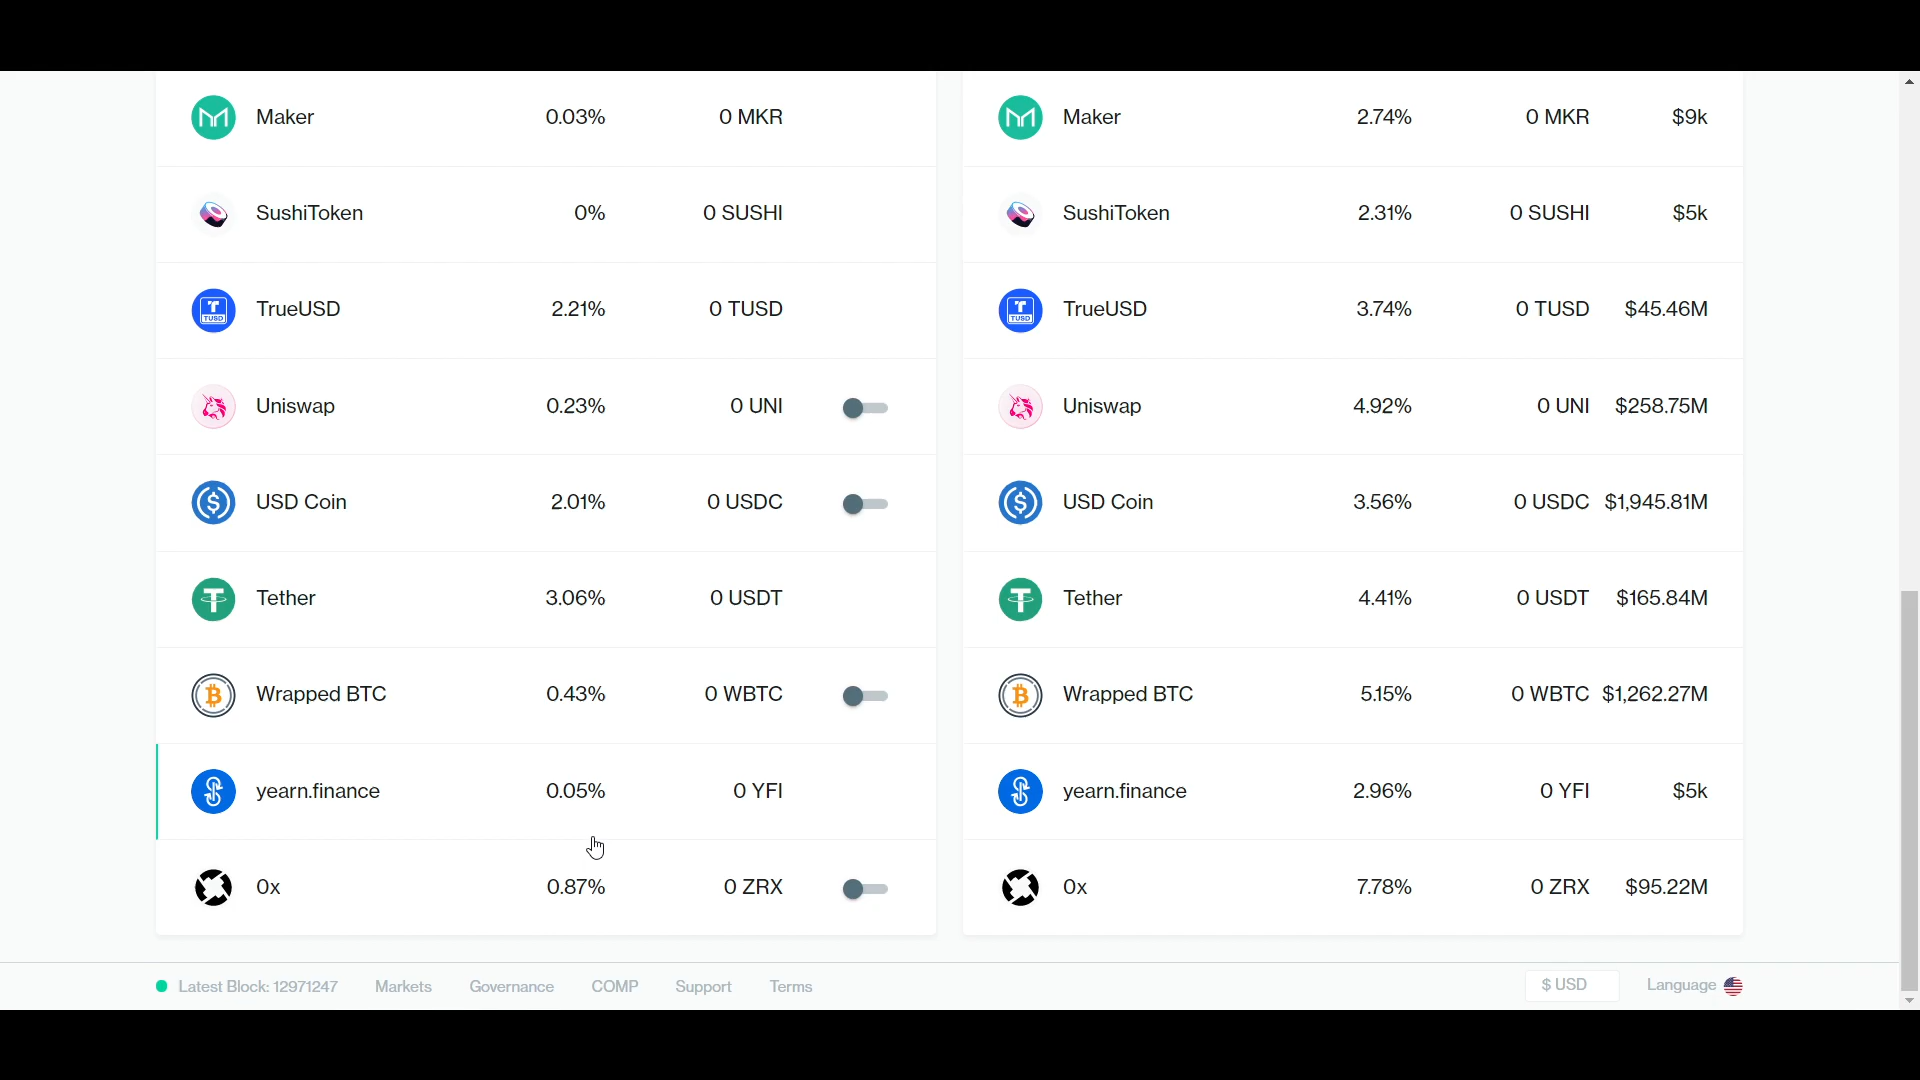 Maker 0.03% 0 MKR Maker 2.74% 0 MKR $9k
SushiToken 0% 0 SUSHI SushiToken 2.31% 0 SUSHI $5k
TrueUSD 2.21% 0 TUSD TrueUSD 3.74% 0 TUSD $45.46M
TUSD TUSD
Uniswap 0.23% 0 UNI Uniswap 4.92% 0 UNI $258.75M
USD Coin 2.01% 0 USDC USD Coin 3.56% 0 USDC $1,945.81M
Tether 3.06% 0 USDT Tether 4.41% 0 USDT $165.84M
Wrapped BTC 0.43% 0 WBTC Wrapped BTC 5.15% 0 WBTC $1,262.27M
yearn.finance 0.05% 0 YFI yearn.finance 2.96% 0 YFI $5k
0x 0.87% 0 ZRX 0x 7.78% 0 ZRX $95.22M
Latest Block: 12971247 Markets Governance COMP Support Terms $ USD Language